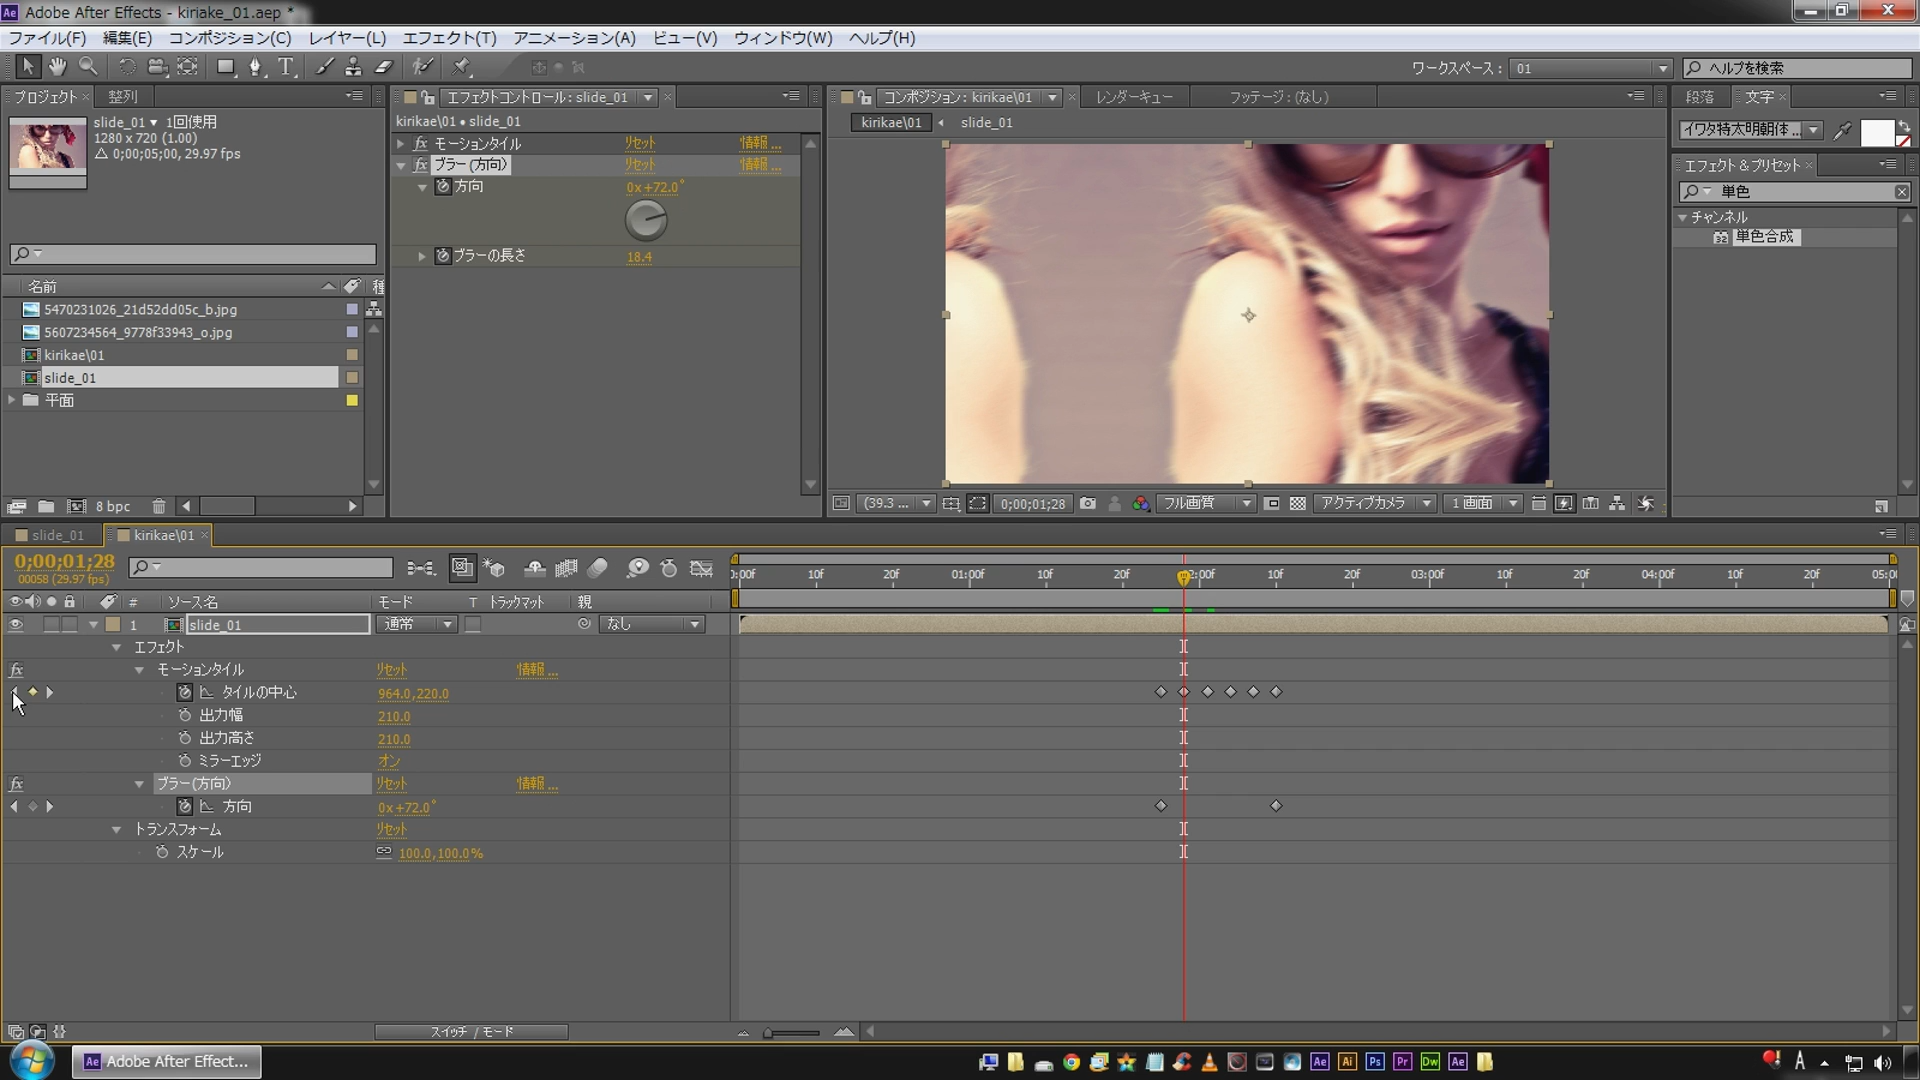 Adobe After Effects - kiriake_01.aep *
ファイル(F) 編集(E) コンポジション(C) レイヤー(L) エフェクト(T) アニメーション(A) ビュー(V) ウィンドウ(W) ヘルプ(H)
ワークスペース: 01 ヘルプを検索
プロジェクト 整列
slide_01 ▼ 1回使用
1280 x 720 (1.00)
Δ 0;00;05;00, 29.97 fps
名前 種
5470231026_21d52dd05c_b.jpg
5607234564_9778f33943_o.jpg
kirikae\01
slide_01
平面
8 bpc
エフェクトコントロール: slide_01
kirikae\01 • slide_01
モーションタイル リセット 情報 ...
ブラー (方向) リセット 情報 ...
方向 0x+72.0°
ブラーの長さ 18.4
コンポジション: kirikae\01 レンダーキュー フッテージ: (なし)
kirikae\01 slide_01
(39.3 ... 0;00;01;28 フル画質 アクティブカメラ 1 画面
段落 文字
イワタ特太明朝体 ...
エフェクト＆プリセット
単色
チャンネル
32 単色合成
slide_01 kirikae\01
0;00;01;28
00058 (29.97 fps)
:00f 10f 20f 01:00f 10f 20f 2:00f 10f 20f 03:00f 10f 20f 04:00f 10f 20f 05:00
# ソース名 モード T トラックマット 親
1 slide_01 通常 なし
エフェクト
fx モーションタイル リセット 情報 ...
タイルの中心 964.0,220.0
出力幅 210.0
出力高さ 210.0
ミラーエッジ オン
fx ブラー(方向) リセット 情報 ...
方向 0x+72.0°
トランスフォーム リセット
スケール 100.0,100.0%
スイッチ / モード
Ae Adobe After Effect...
Ae Ai Ps Pr Dw Ae A